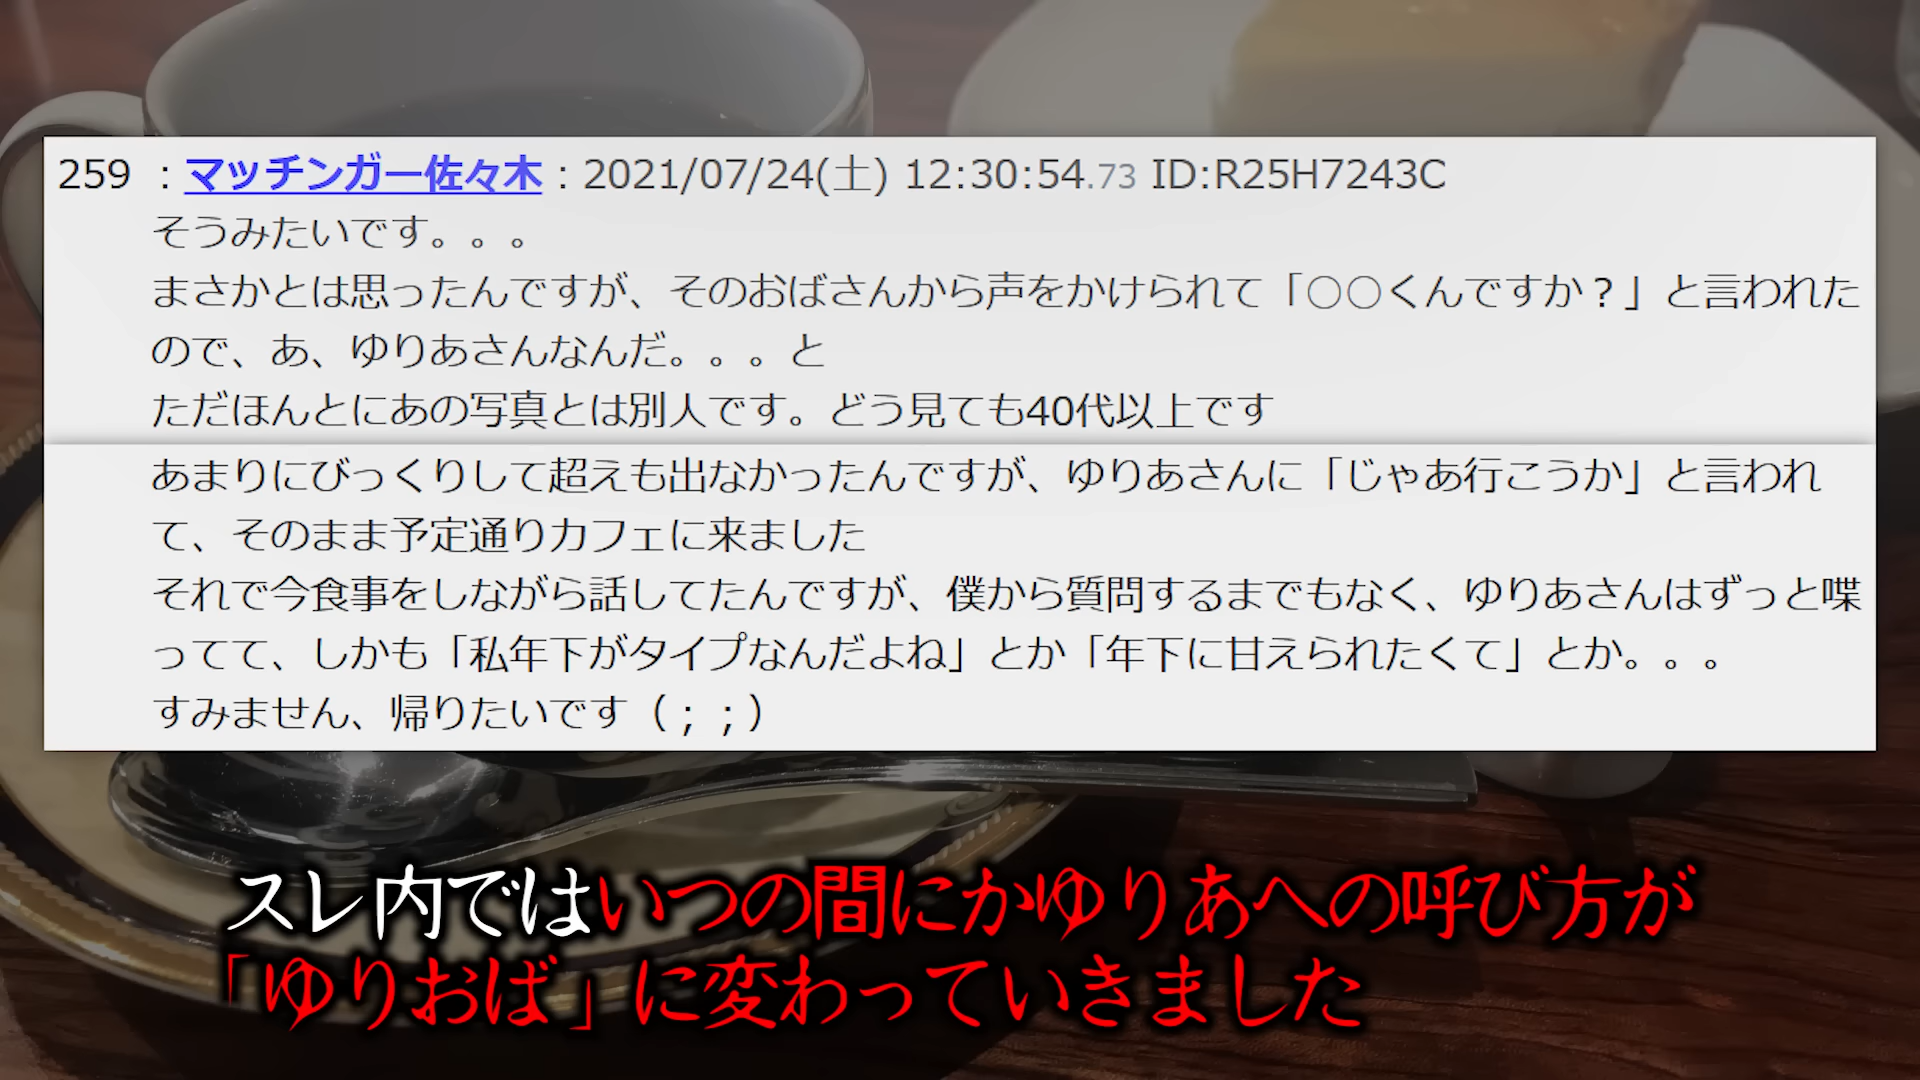 259 ：マッチンガー佐々木：2021/07/24(土) 12:30:54.73 ID:R25H7243C
そうみたいです。。。
まさかとは思ったんですが、そのおばさんから声をかけられて「○○くんですか？」と言われた
ので、あ、ゆりあさんなんだ。。。と
ただほんとにあの写真とは別人です。どう見ても40代以上です
あまりにびっくりして超えも出なかったんですが、ゆりあさんに「じゃあ行こうか」と言われ
て、そのまま予定通りカフェに来ました
それで今食事をしながら話してたんですが、僕から質問するまでもなく、ゆりあさんはずっと喋
ってて、しかも「私年下がタイプなんだよね」とか「年下に甘えられたくて」とか。。。
すみません、帰りたいです（；；）
スレ内ではいつの間にかゆりあへの呼び方が
「ゆりおば」に変わっていきました